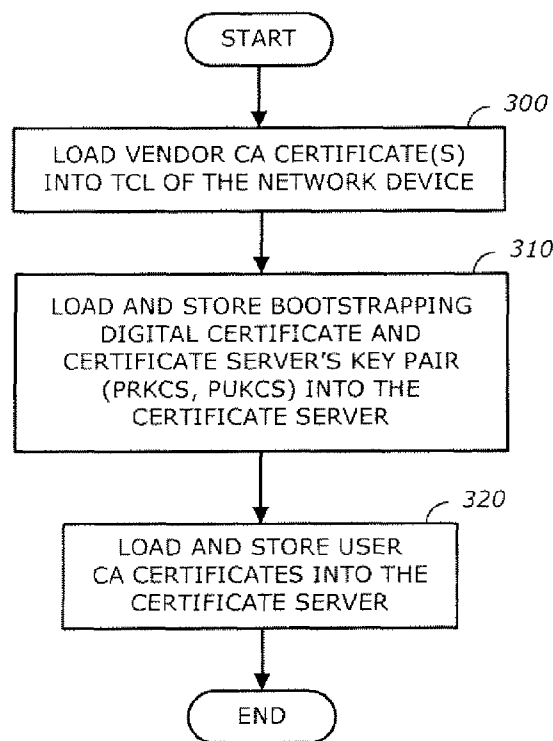 START
300
LOAD VENDOR CA CERTIFICATE(S)
INTO TCL OF THE NETWORK DEVICE
310
LOAD AND STORE BOOTSTRAPPING
DIGITAL CERTIFICATE AND
CERTIFICATE SERVER'S KEY PAIR
(PRKCS, PUKCS) INTO THE
CERTIFICATE SERVER
320
LOAD AND STORE USER
CA CERTIFICATES INTO THE
CERTIFICATE SERVER
END